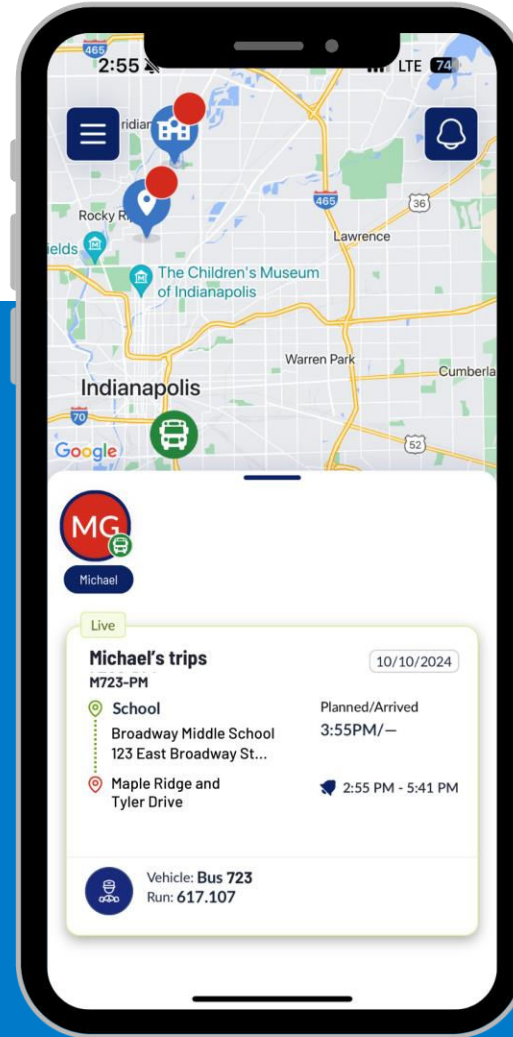 465
2:55
LTE 74
ridian
465
36
Rocky R
Lawrence
ields
The Children's Museum
of Indianapolis
Warren Park
Cumberla
Indianapolis
70
Google
52
MG
Michael
Live
Michael's trips
10/10/2024
M723-PM
School
Planned/Arrived
Broadway Middle School
3:55PM/—
123 East Broadway St...
Maple Ridge and
2:55 PM - 5:41 PM
Tyler Drive
Vehicle: Bus 723
Run: 617.107